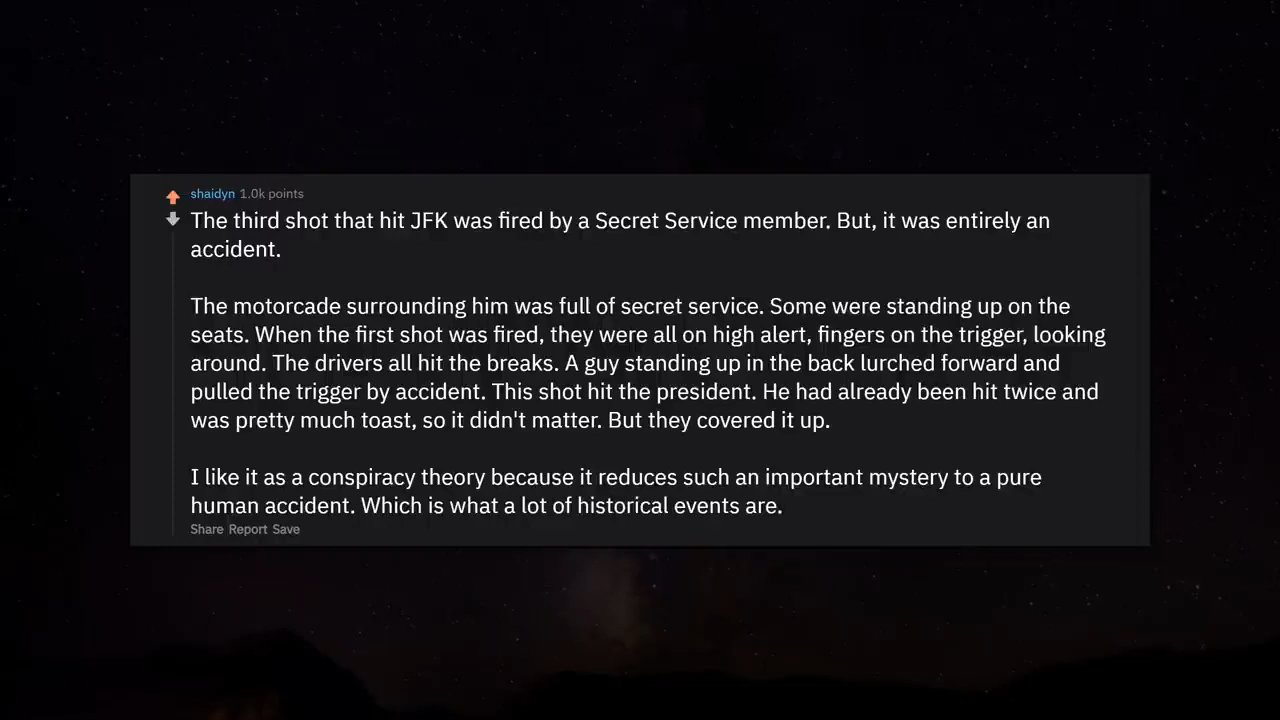 shaidyn 1.0k points
The third shot that hit JFK was fired by a Secret Service member. But, it was entirely an
accident.
The motorcade surrounding him was full of secret service. Some were standing up on the
seats. When the first shot was fired, they were all on high alert, fingers on the trigger, looking
around. The drivers all hit the breaks. A guy standing up in the back lurched forward and
pulled the trigger by accident. This shot hit the president. He had already been hit twice and
was pretty much toast, so it didn't matter. But they covered it up.
I like it as a conspiracy theory because it reduces such an important mystery to a pure
human accident. Which is what a lot of historical events are.
Share Report Save